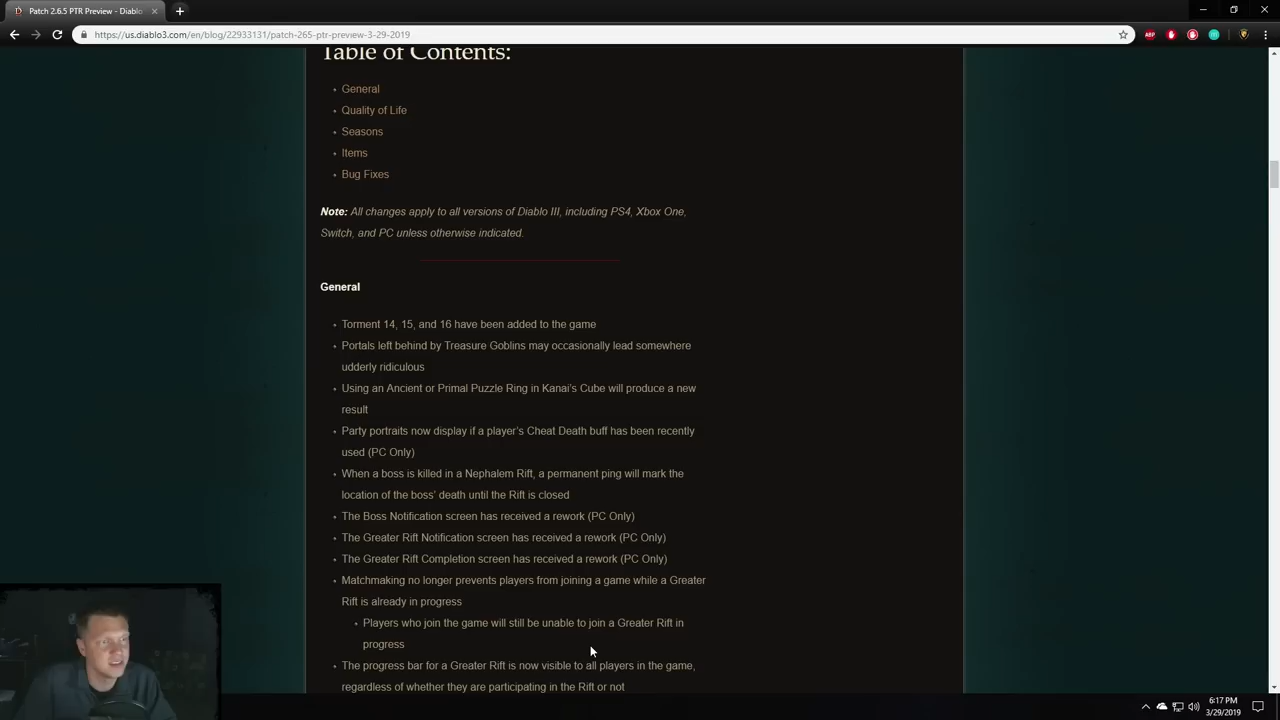 Patch 2.6.5 PTR Preview - Diablo
https://us.diablo3.com/en/blog/22933131/patch-265-ptr-preview-3-29-2019
ABP
Table of Contents:
General
Quality of Life
Seasons
Items
Bug Fixes
Note: All changes apply to all versions of Diablo III, including PS4, Xbox One,
Switch, and PC unless otherwise indicated.
General
Torment 14, 15, and 16 have been added to the game
Portals left behind by Treasure Goblins may occasionally lead somewhere
udderly ridiculous
Using an Ancient or Primal Puzzle Ring in Kanai's Cube will produce a new
result
Party portraits now display if a player's Cheat Death buff has been recently
used (PC Only)
When a boss is killed in a Nephalem Rift, a permanent ping will mark the
location of the boss' death until the Rift is closed
The Boss Notification screen has received a rework (PC Only)
The Greater Rift Notification screen has received a rework (PC Only)
The Greater Rift Completion screen has received a rework (PC Only)
Matchmaking no longer prevents players from joining a game while a Greater
Rift is already in progress
Players who join the game will still be unable to join a Greater Rift in
progress
The progress bar for a Greater Rift is now visible to all players in the game,
regardless of whether they are participating in the Rift or not
6:17 PM
3/29/2019